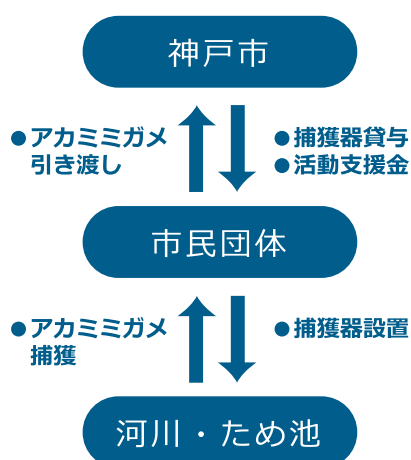 神戸市
●アカミミガメ
引き渡し
●捕獲器貸与
●活動支援金
市民団体
●アカミミガメ
捕獲
●捕獲器設置
河川・ため池